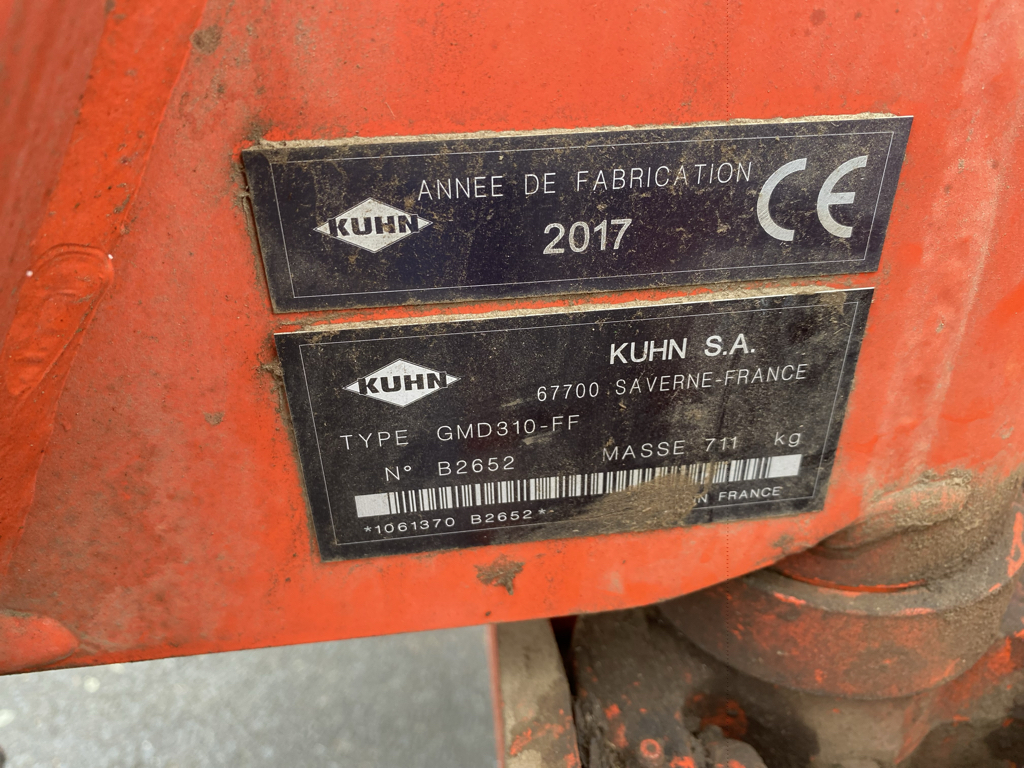 ANNEE DE FABRICATION
KUHN
2017
CE
KUHN S.A.
67700 SAVERNE-FRANCE
KUHN
TYPE GMD310-FF
N° B2652 MASSE 711 kg
*1061370 B2652*
FRANCE